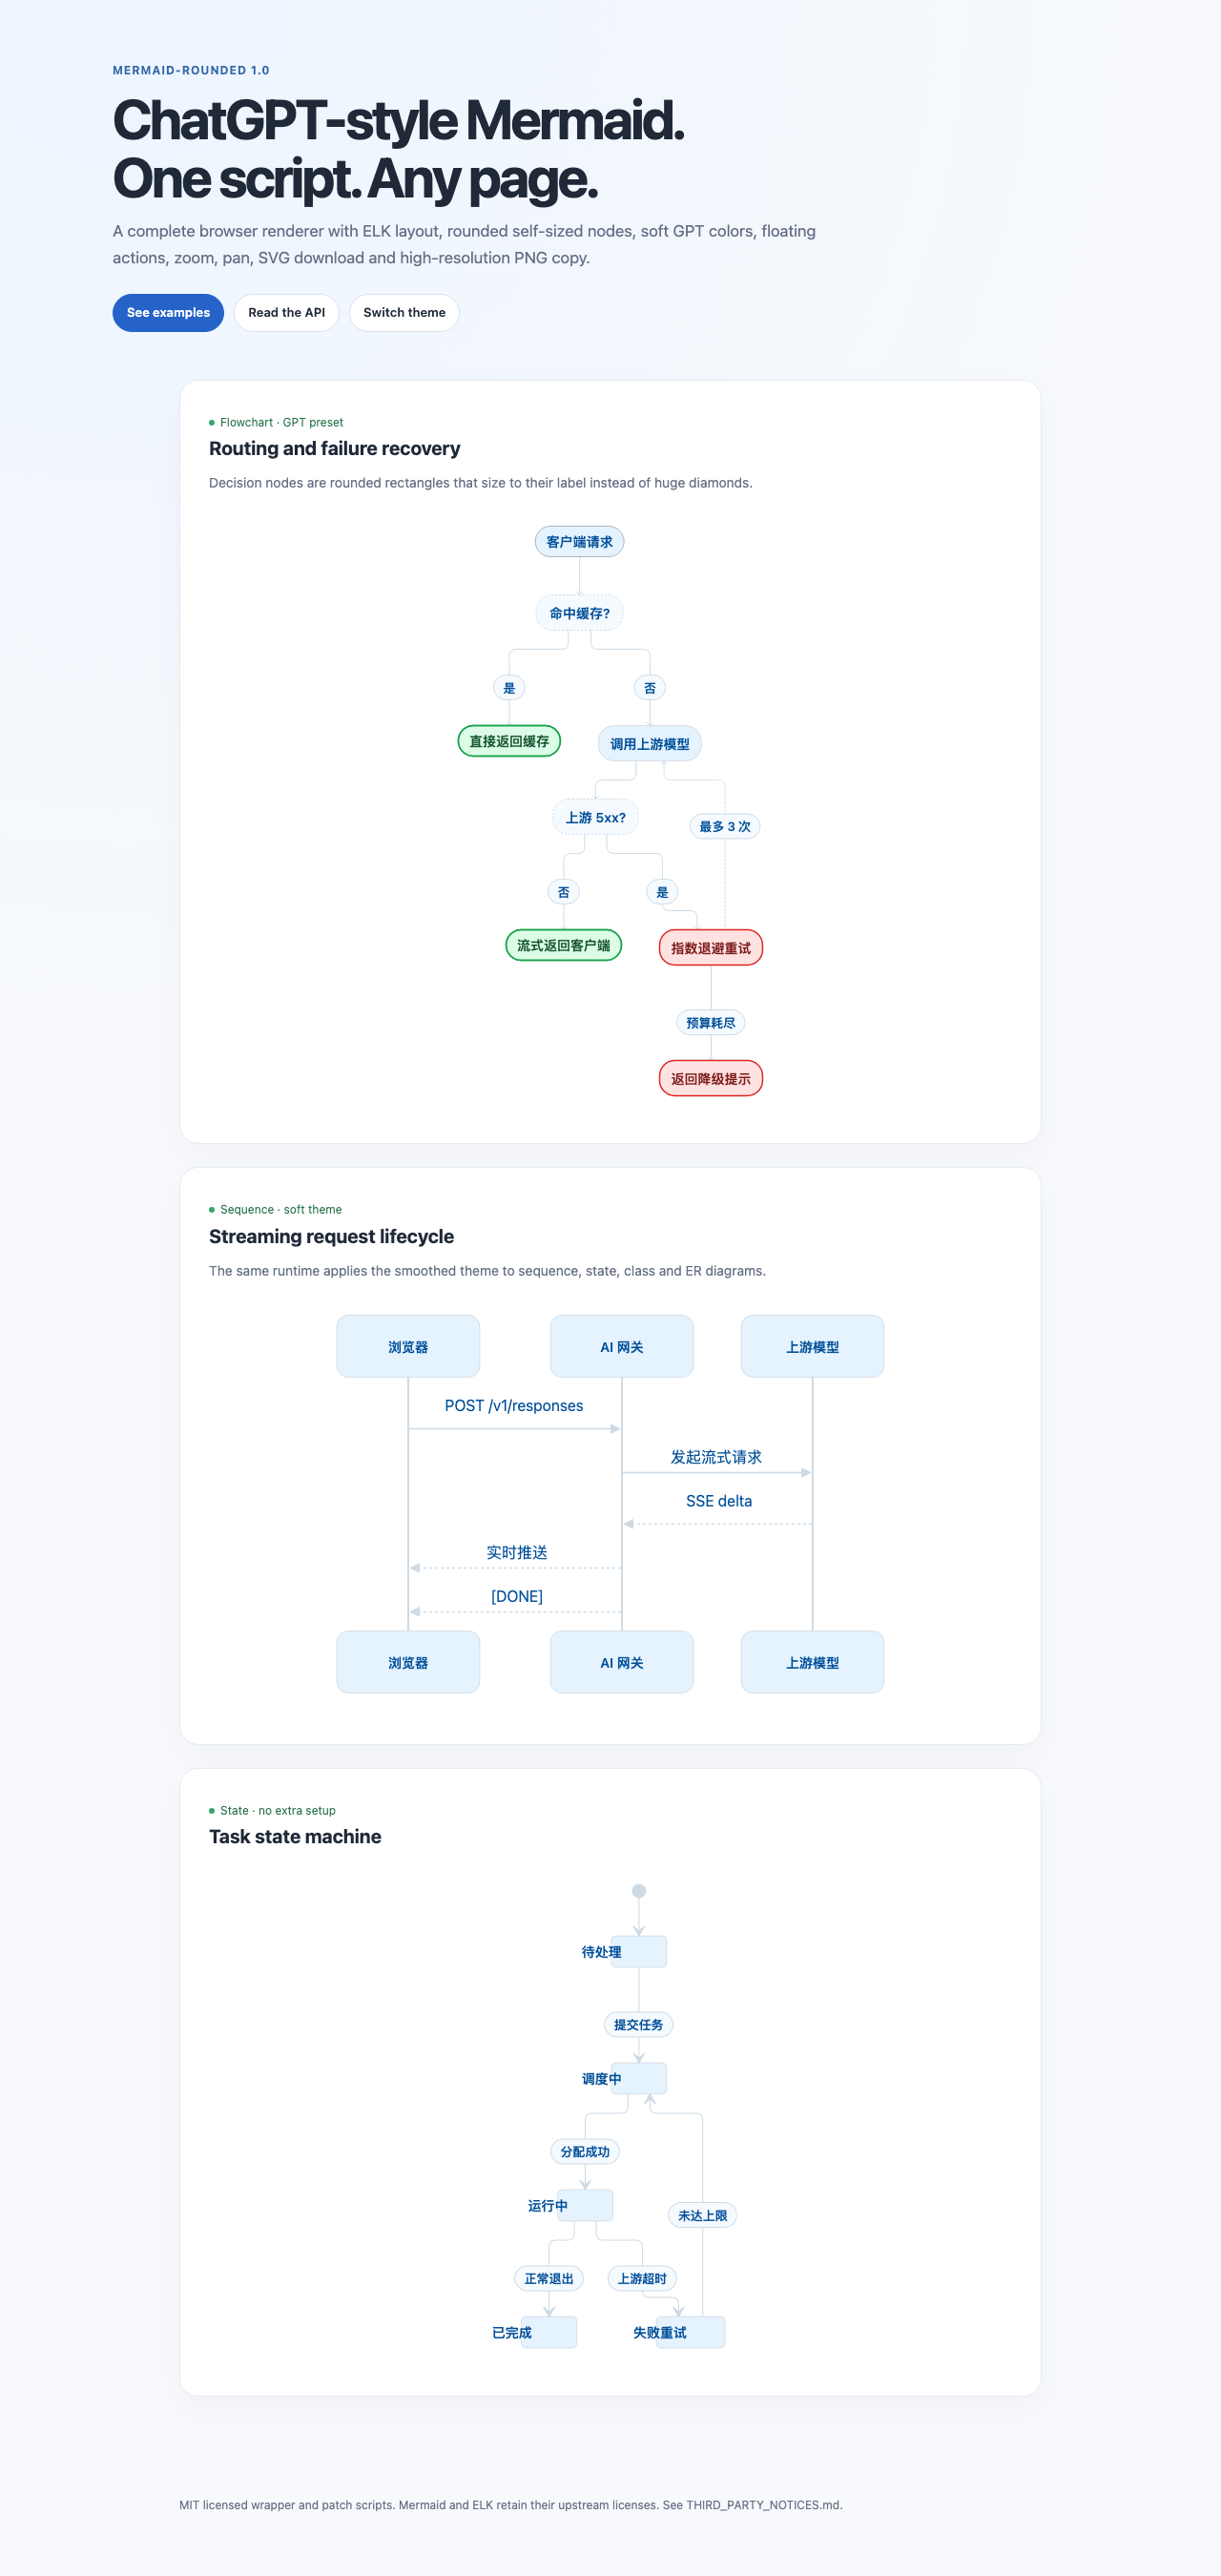 MERMAID-ROUNDED 1.0
ChatGPT-style Mermaid.
One script. Any page.
A complete browser renderer with ELK layout, rounded self-sized nodes, soft GPT colors, floating
actions, zoom, pan, SVG download and high-resolution PNG copy.
See examples
Read the API
Switch theme
Flowchart · GPT preset
Routing and failure recovery
Decision nodes are rounded rectangles that size to their label instead of huge diamonds.
客户端请求
命中缓存?
是
否
直接返回缓存
调用上游模型
上游 5xx?
最多 3 次
否
是
流式返回客户端
指数退避重试
预算耗尽
返回降级提示
Sequence · soft theme
Streaming request lifecycle
The same runtime applies the smoothed theme to sequence, state, class and ER diagrams.
浏览器
AI 网关
上游模型
POST /v1/responses
发起流式请求
SSE delta
实时推送
[DONE]
浏览器
AI 网关
上游模型
State · no extra setup
Task state machine
待处理
提交任务
调度中
分配成功
运行中
未达上限
正常退出
上游超时
已完成
失败重试
MIT licensed wrapper and patch scripts. Mermaid and ELK retain their upstream licenses. See THIRD_PARTY_NOTICES.md.